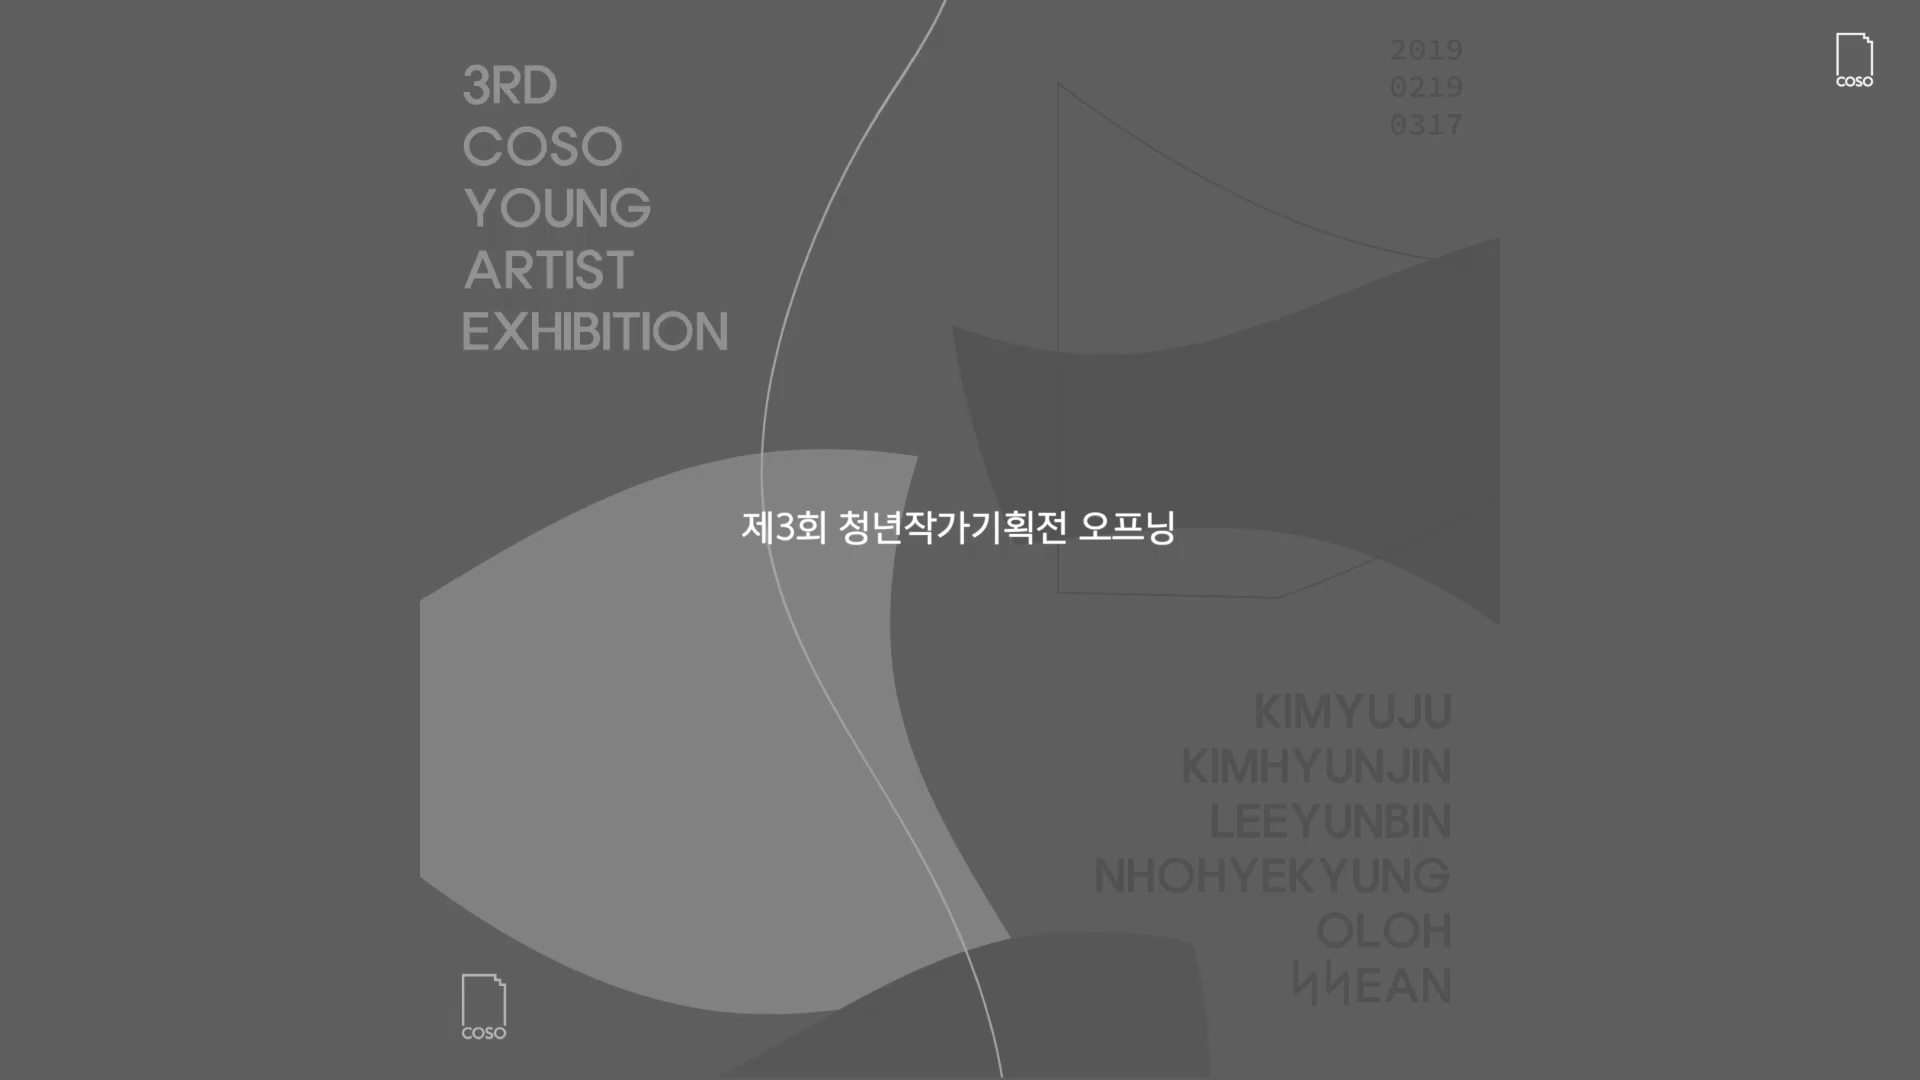 3RD
COSO
YOUNG
ARTIST
EXHIBITION
2019
0219
0317
COSO
제3회 청년작가기획전 오프닝
KIMYUJU
KIMHYUNJIN
LEEYUNBIN
NHOHYEKYUNG
OLOH
EAN
COSO